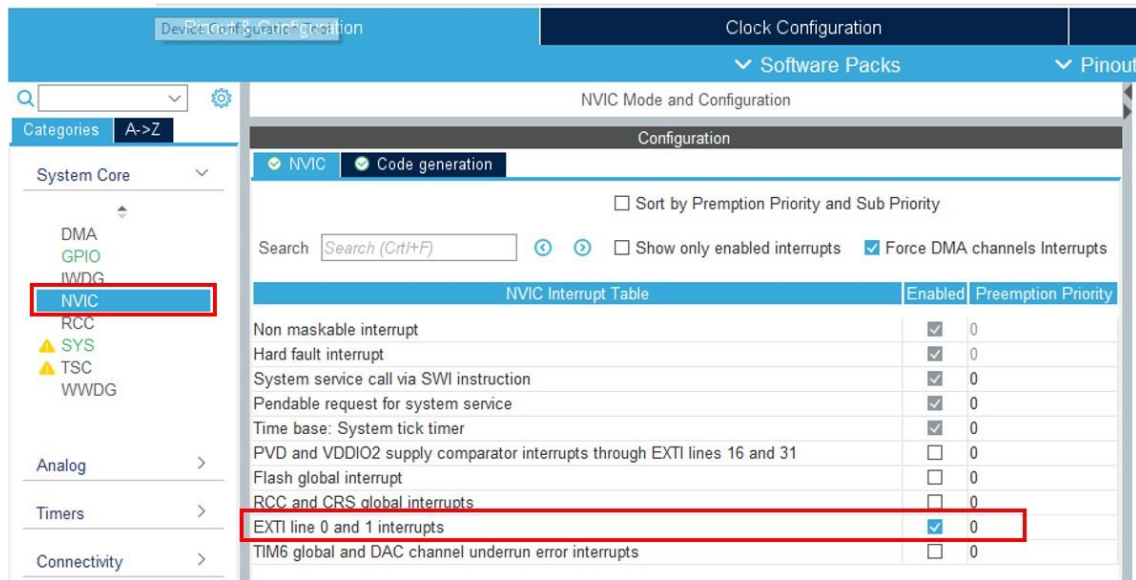 Pinout & Configuration
Device Configuration Tool
Clock Configuration
Software Packs
Pinout
NVIC Mode and Configuration
Categories
A->Z
Configuration
System Core
NVIC
Code generation
Sort by Premption Priority and Sub Priority
DMA
GPIO
IWDG
NVIC
RCC
SYS
TSC
WWDG
Search
Search (Crtl+F)
Show only enabled interrupts
Force DMA channels Interrupts
NVIC Interrupt Table Enabled Preemption Priority
Non maskable interrupt 0
Hard fault interrupt 0
System service call via SWI instruction 0
Pendable request for system service 0
Time base: System tick timer 0
PVD and VDDIO2 supply comparator interrupts through EXTI lines 16 and 31 0
Flash global interrupt 0
RCC and CRS global interrupts 0
EXTI line 0 and 1 interrupts 0
TIM6 global and DAC channel underrun error interrupts 0
Analog
Timers
Connectivity